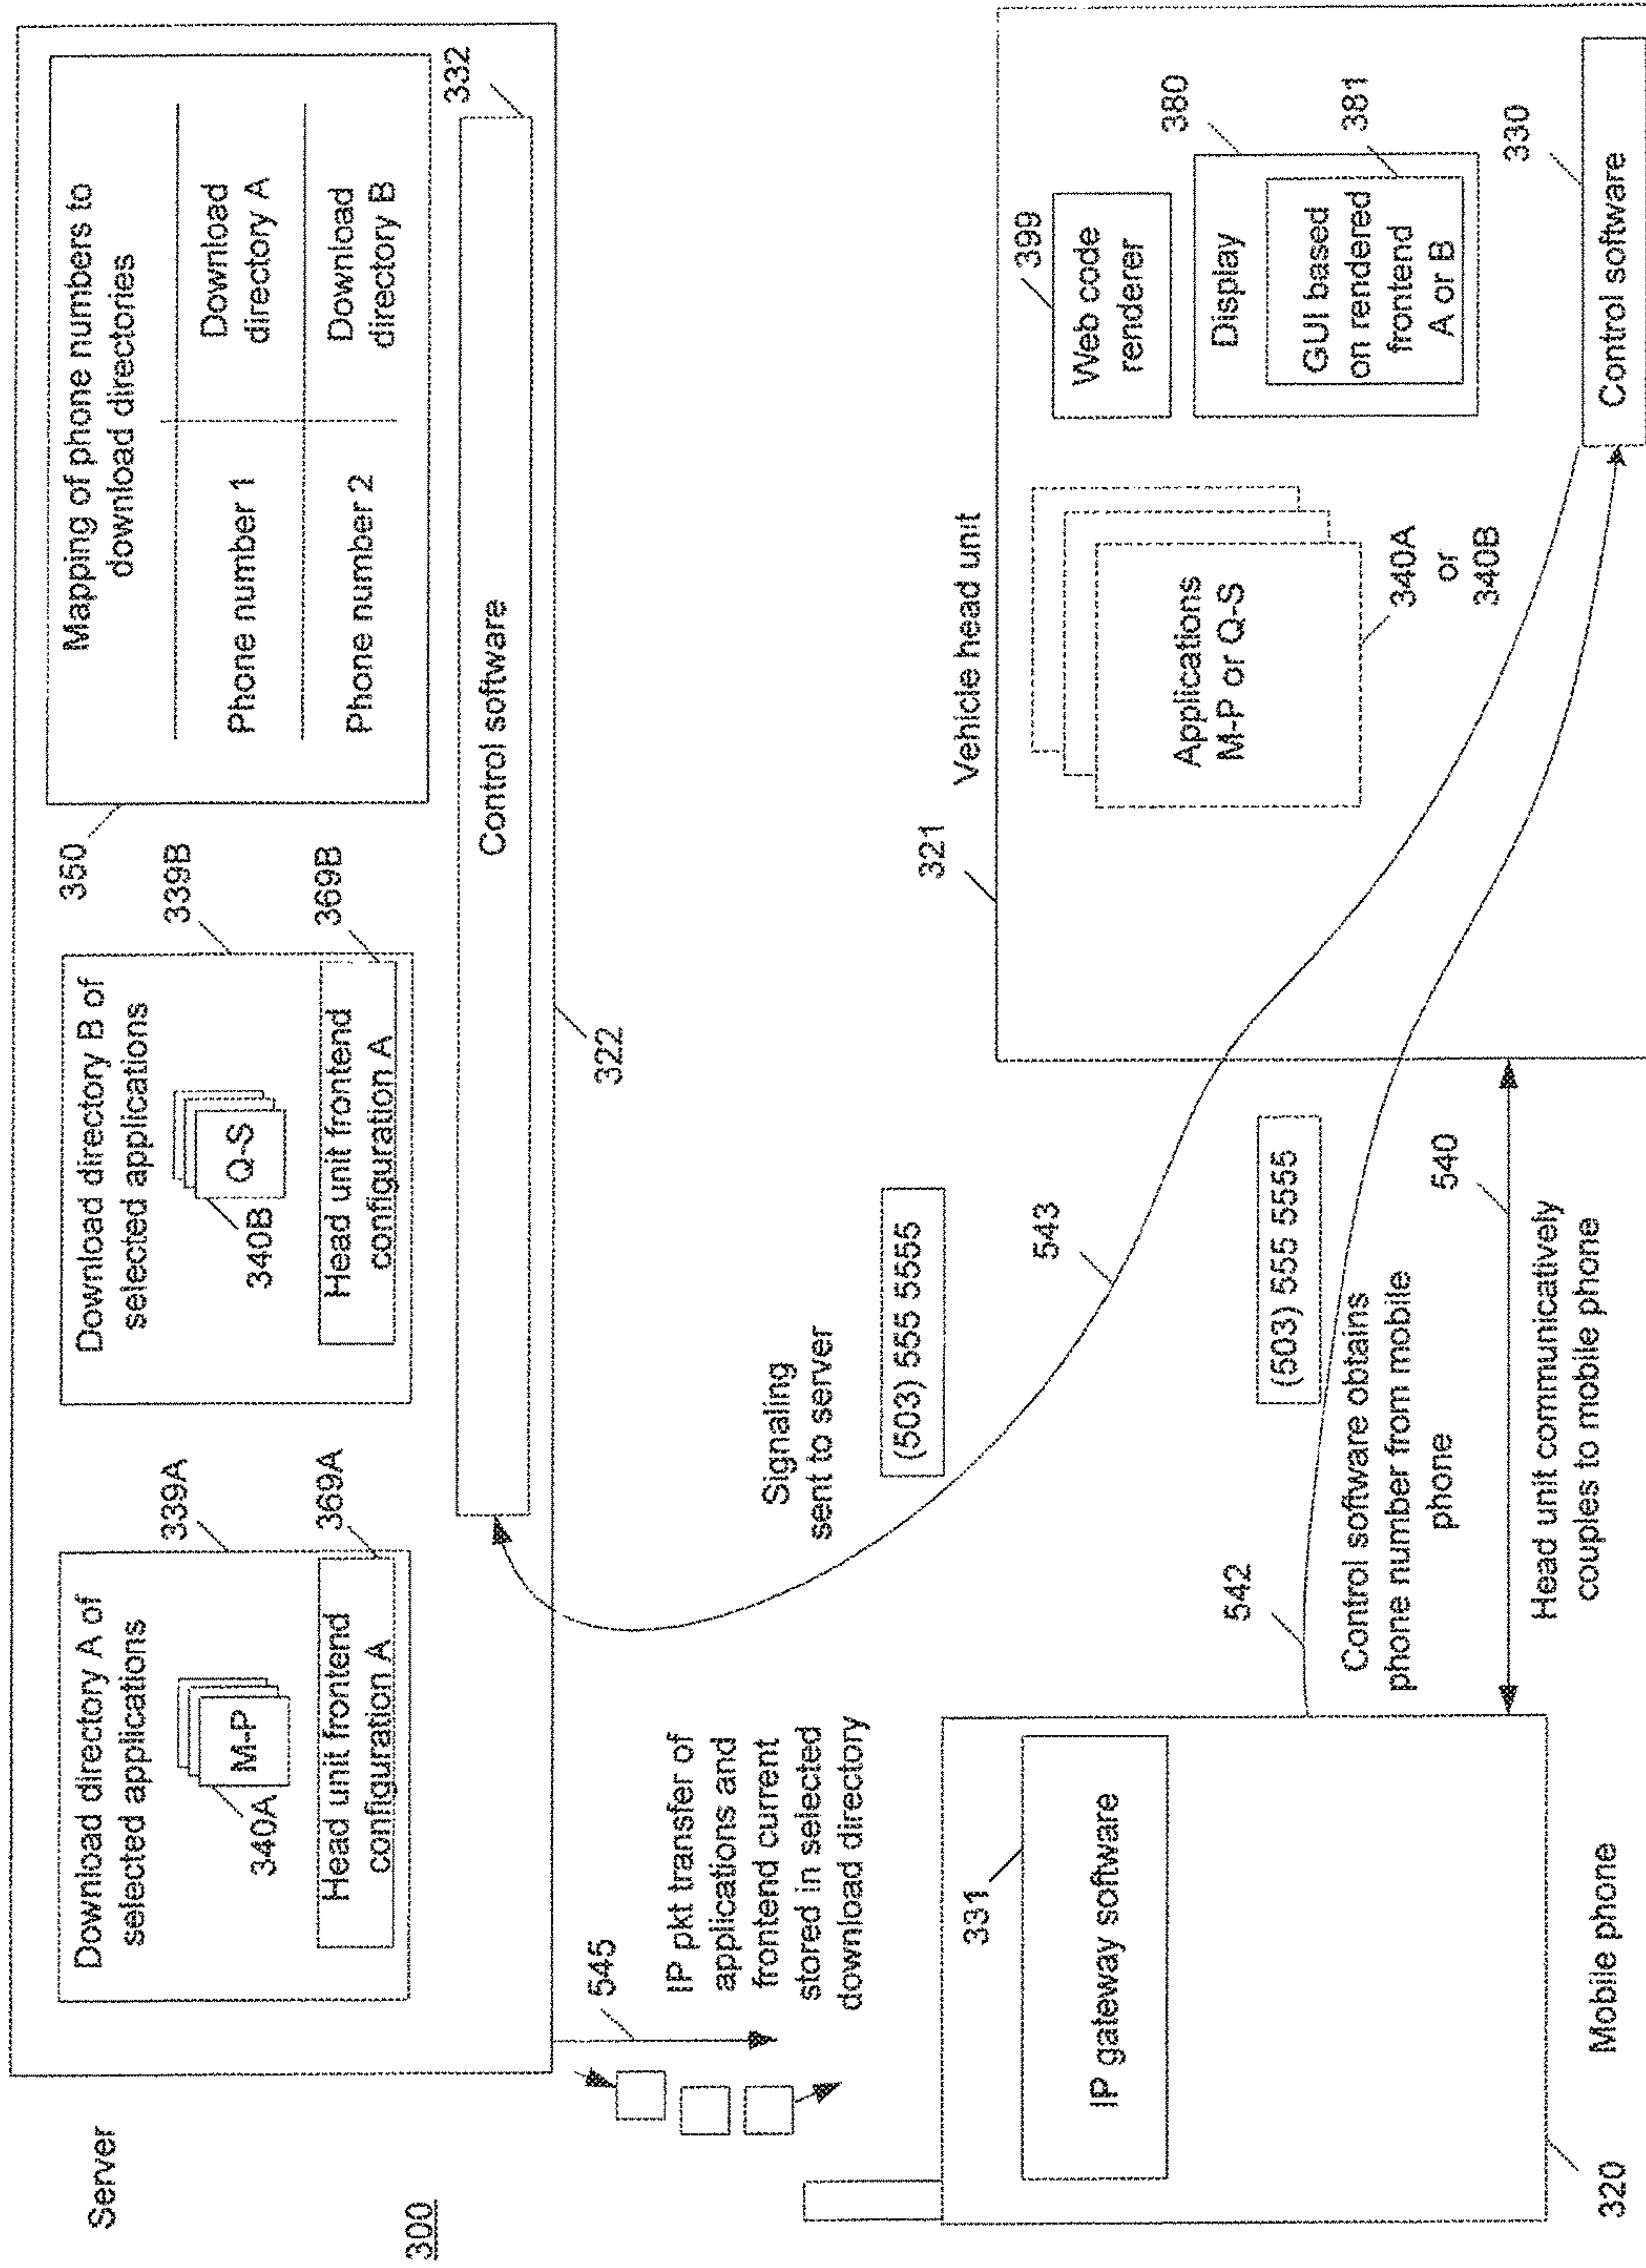 Server
300
Download directory A of
selected applications
M-P
340A
Head unit frontend
configuration A
339A
369A
Download directory B of
selected applications
Q-S
340B
Head unit frontend
configuration A
339B
369B
350
Mapping of phone numbers to
download directories
Phone number 1
Download
directory A
Phone number 2
Download
directory B
Control software
332
322
545
IP pkt transfer of
applications and
frontend current
stored in selected
download directory
Signaling
sent to server
(503) 555 5555
543
331
IP gateway software
320
Mobile phone
542
Control software obtains
phone number from mobile
phone
(503) 555 5555
540
Head unit communicatively
couples to mobile phone
321
Vehicle head unit
Applications
M-P or Q-S
340A
or
340B
399
Web code
renderer
380
Display
GUI based
on rendered
frontend
A or B
381
330
Control software